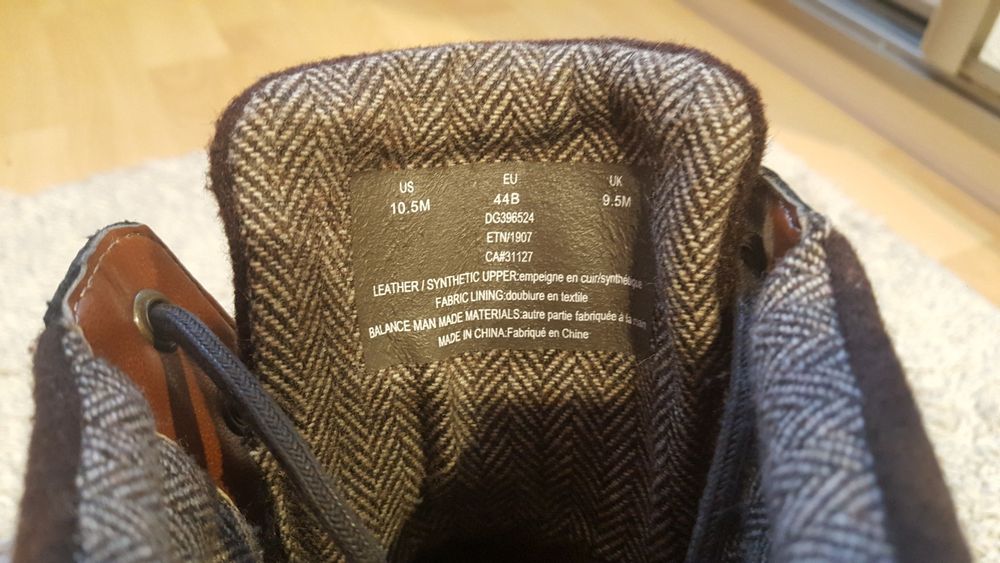 US EU UK
10.5M 44B 9.5M
DG396524
ETN/1907
CA#31127
LEATHER / SYNTHETIC UPPER:empeigne en cuir/synthétique
FABRIC LINING:doublure en textile
BALANCE MAN MADE MATERIALS:autre partie fabriquée à la main
MADE IN CHINA:Fabriqué en Chine